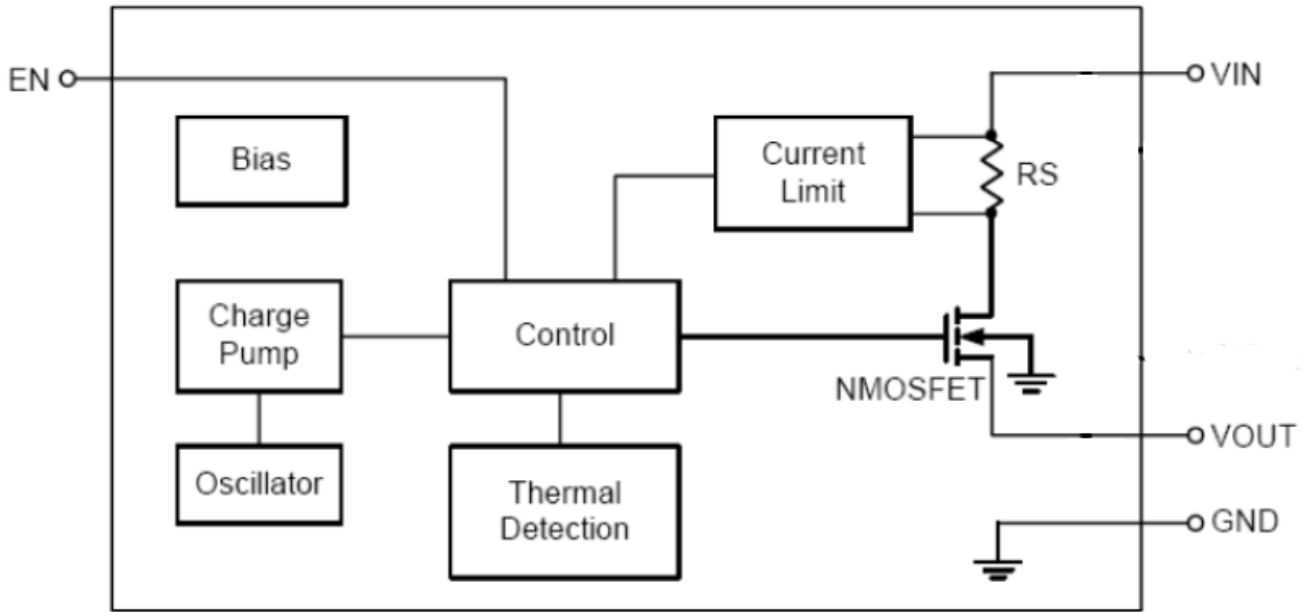 EN
VIN
Bias
Current
Limit
RS
Charge
Pump
Control
NMOSFET
VOUT
Oscillator
Thermal
Detection
GND